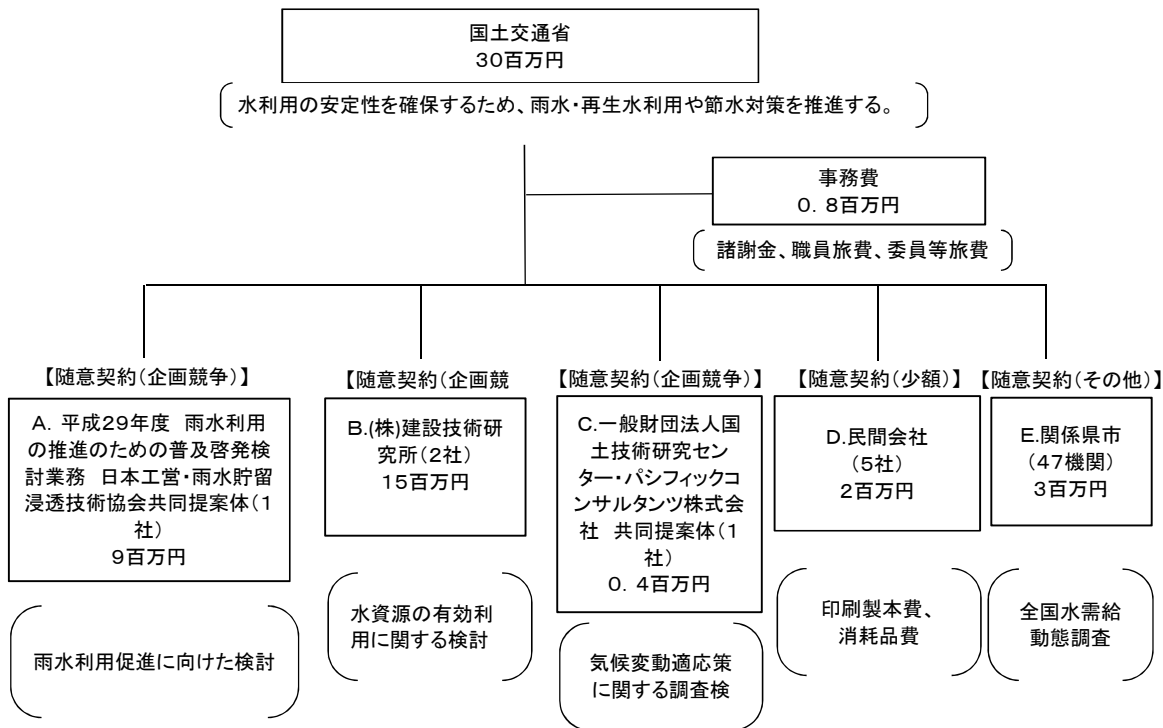 国土交通省
30百万円
水利用の安定性を確保するため、雨水・再生水利用や節水対策を推進する。
事務費
0．8百万円
諸謝金、職員旅費、委員等旅費
【随意契約（企画競争）】
A．平成29年度　雨水利用
の推進のための普及啓発検
討業務　日本工営・雨水貯留
浸透技術協会共同提案体（1
社）
9百万円
雨水利用促進に向けた検討
【随意契約（企画競
B．(株)建設技術研
究所（2社）
15百万円
水資源の有効利
用に関する検討
【随意契約（企画競争）】
C．一般財団法人国
土技術研究セン
ター・パシフィックコ
ンサルタンツ株式会
社　共同提案体（1
社）
0．4百万円
気候変動適応策
に関する調査検
【随意契約（少額）】
D．民間会社
（5社）
2百万円
印刷製本費、
消耗品費
【随意契約（その他）】
E．関係県市
（47機関）
3百万円
全国水需給
動態調査